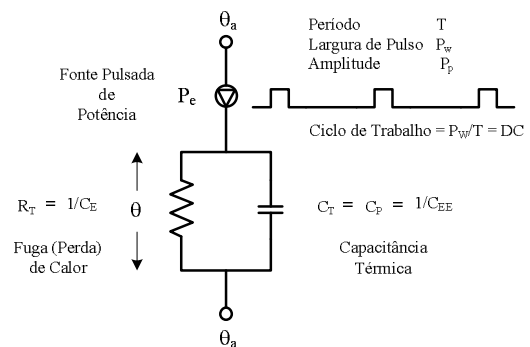 θa
Período T
Largura de Pulso Pw
Amplitude Pp
Fonte Pulsada
de
Potência
Pe
Ciclo de Trabalho = PW/T = DC
RT = 1/CE
θ
CT = CP = 1/CEE
Fuga (Perda)
de Calor
Capacitância
Térmica
θa